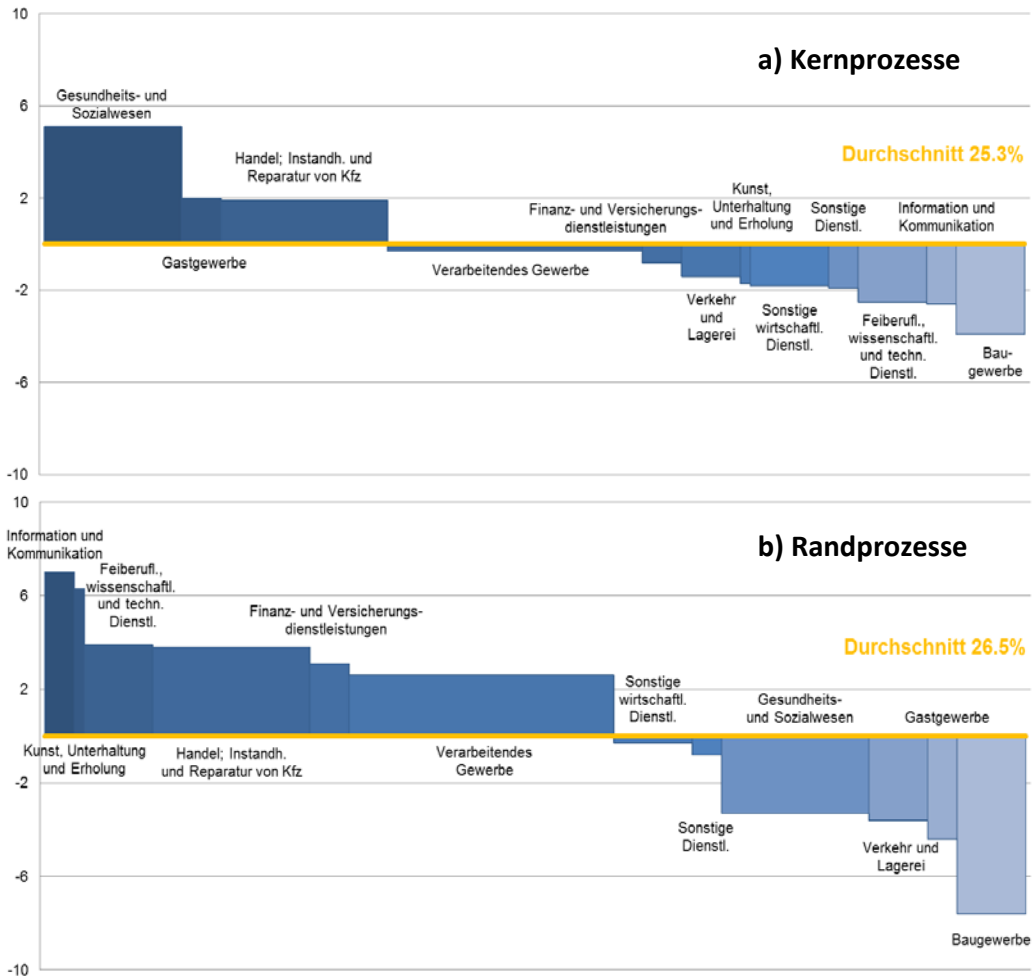 10
6
2
-2
-6
-10
a) Kernprozesse
Gesundheits- und
Sozialwesen
Handel; Instandh. und
Reparatur von Kfz
Durchschnitt 25.3%
Gastgewerbe
Verarbeitendes Gewerbe
Finanz- und Versicherungs-
dienstleistungen
Verkehr
und
Lagerei
Kunst,
Unterhaltung
und Erholung
Sonstige
wirtschaftl.
Dienstl.
Sonstige
Dienstl.
Feiberufl.,
wissenschaftl.
und techn.
Dienstl.
Information und
Kommunikation
Bau-
gewerbe
10
6
2
-2
-6
-10
b) Randprozesse
Information und
Kommunikation
Kunst, Unterhaltung
und Erholung
Feiberufl.,
wissenschaftl.
und techn.
Dienstl.
Handel; Instandh.
und Reparatur von Kfz
Finanz- und Versicherungs-
dienstleistungen
Verarbeitendes
Gewerbe
Durchschnitt 26.5%
Sonstige
wirtschaftl.
Dienstl.
Sonstige
Dienstl.
Gesundheits-
und Sozialwesen
Verkehr und
Lagerei
Gastgewerbe
Baugewerbe